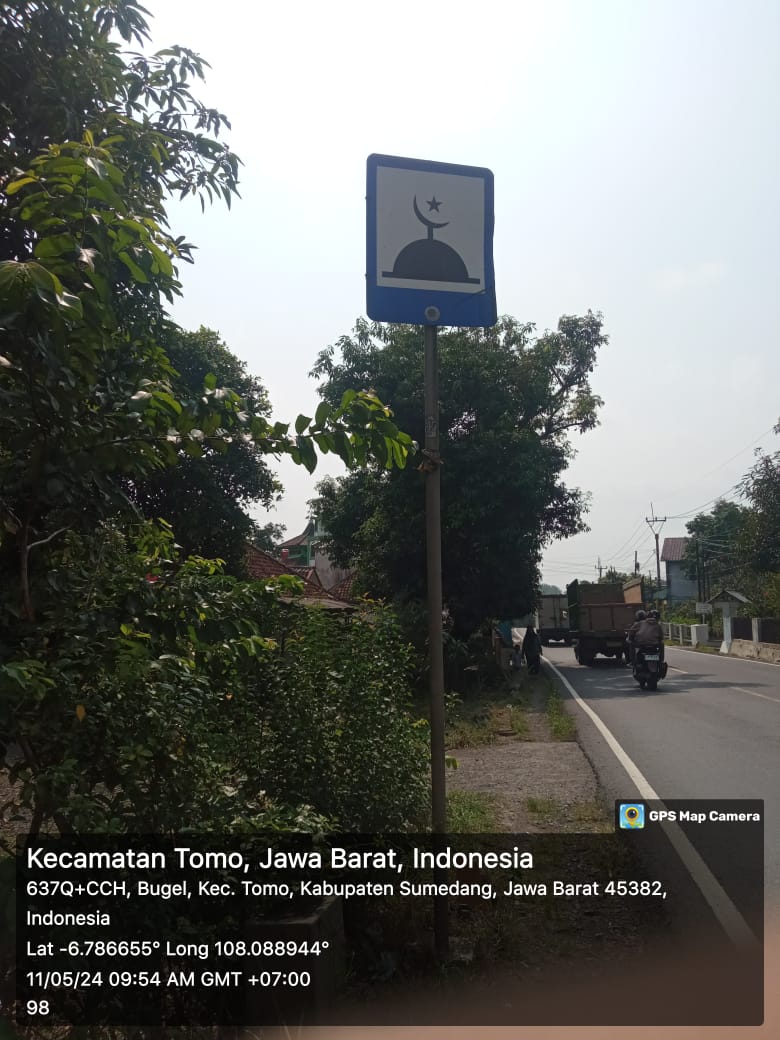 GPS Map Camera
Kecamatan Tomo, Jawa Barat, Indonesia
637Q+CCH, Bugel, Kec. Tomo, Kabupaten Sumedang, Jawa Barat 45382,
Indonesia
Lat -6.786655° Long 108.088944°
11/05/24 09:54 AM GMT +07:00
98